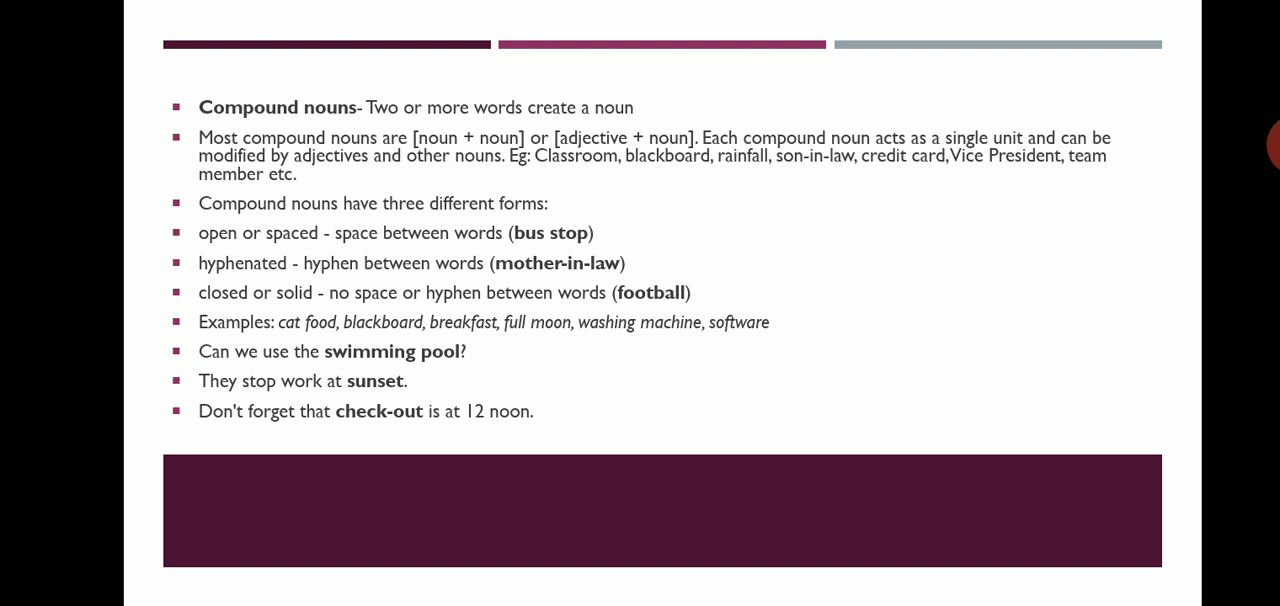 Compound nouns- Two or more words create a noun
Most compound nouns are [noun + noun] or [adjective + noun]. Each compound noun acts as a single unit and can be
modified by adjectives and other nouns. Eg: Classroom, blackboard, rainfall, son-in-law, credit card,Vice President, team
member etc.
Compound nouns have three different forms:
open or spaced - space between words (bus stop)
hyphenated - hyphen between words (mother-in-law)
closed or solid - no space or hyphen between words (football)
Examples: cat food, blackboard, breakfast, full moon, washing machine, software
Can we use the swimming pool?
They stop work at sunset.
Don't forget that check-out is at 12 noon.